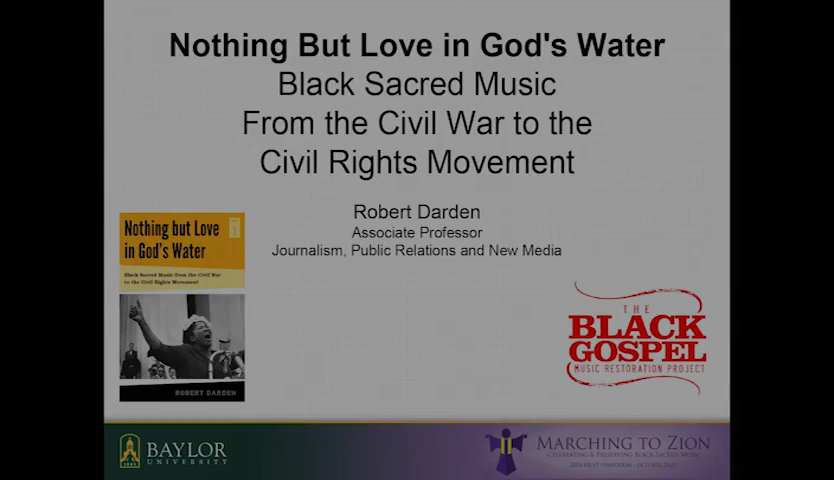 Nothing But Love in God's Water
Black Sacred Music
From the Civil War to the
Civil Rights Movement
Robert Darden
Associate Professor
Journalism, Public Relations and New Media
Nothing but Love
in God's Water
Black Sacred Music from the Civil War
to the Civil Rights Movement
ROBERT DARDEN
THE
BLACK
GOSPEL
MUSIC RESTORATION PROJECT
BAYLOR
UNIVERSITY
MARCHING TO ZION
CELEBRATING & PRESERVING BLACK SACRED MUSIC